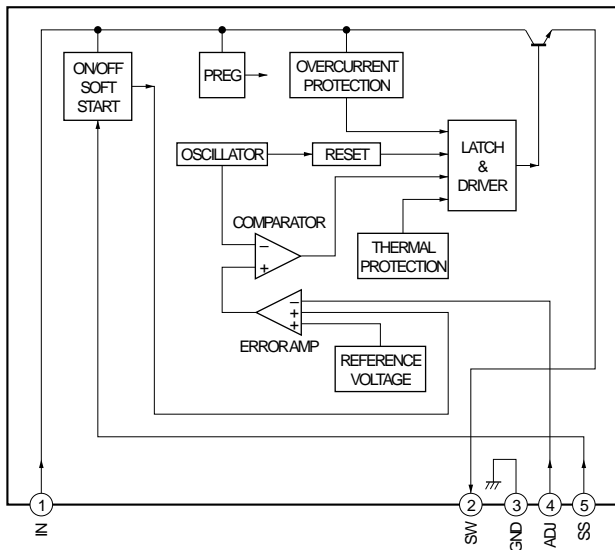 ON/OFF
SOFT
START
PREG
OVERCURRENT
PROTECTION
OSCILLATOR
RESET
LATCH
&
DRIVER
COMPARATOR
−
+
THERMAL
PROTECTION
−
+
+
ERROR AMP
REFERENCE
VOLTAGE
1
2
3
4
5
IN
SW
GND
ADJ
SS